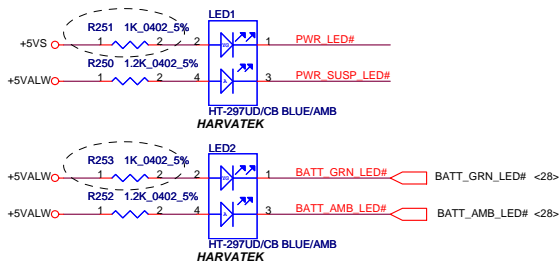 LED1
R251 1K_0402_5%
+5VS 1 2 2 1 PWR_LED#
R250 1.2K_0402_5%
+5VALW 1 2 4 3 PWR_SUSP_LED#
HT-297UD/CB BLUE/AMB
HARVATEK
LED2
R253 1K_0402_5%
+5VALW 1 2 2 1 BATT_GRN_LED# BATT_GRN_LED# <28>
R252 1.2K_0402_5%
+5VALW 1 2 4 3 BATT_AMB_LED# BATT_AMB_LED# <28>
HT-297UD/CB BLUE/AMB
HARVATEK